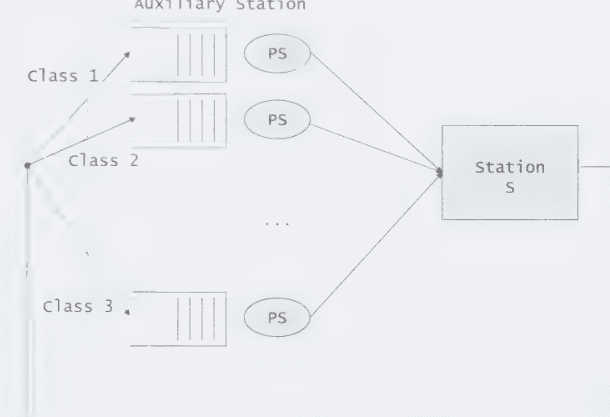 Auxiliary Station
PS
Class 1
PS
Class 2
Station
S
...
Class 3
PS